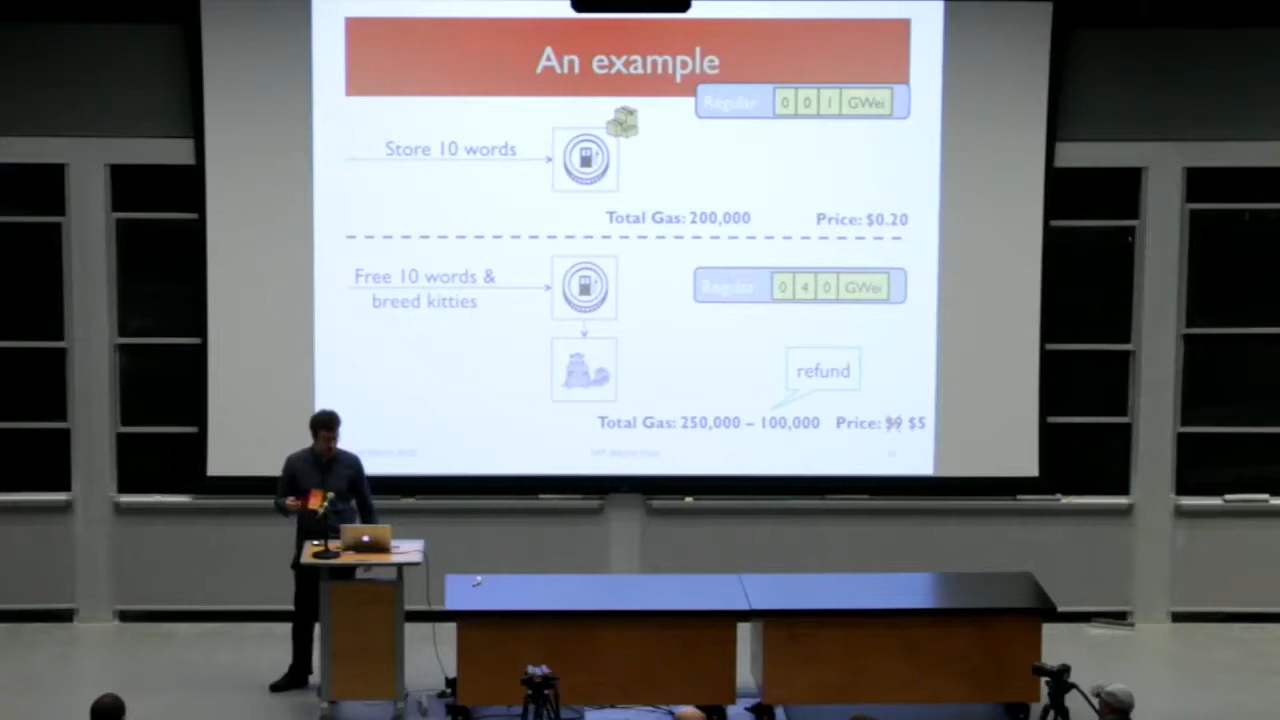 An example
Regular 0 0 1 GWei
Store 10 words
Total Gas: 200,000 Price: $0.20
Free 10 words &
breed kitties
Regular 0 4 0 GWei
refund
Total Gas: 250,000 – 100,000 Price: $9 $5